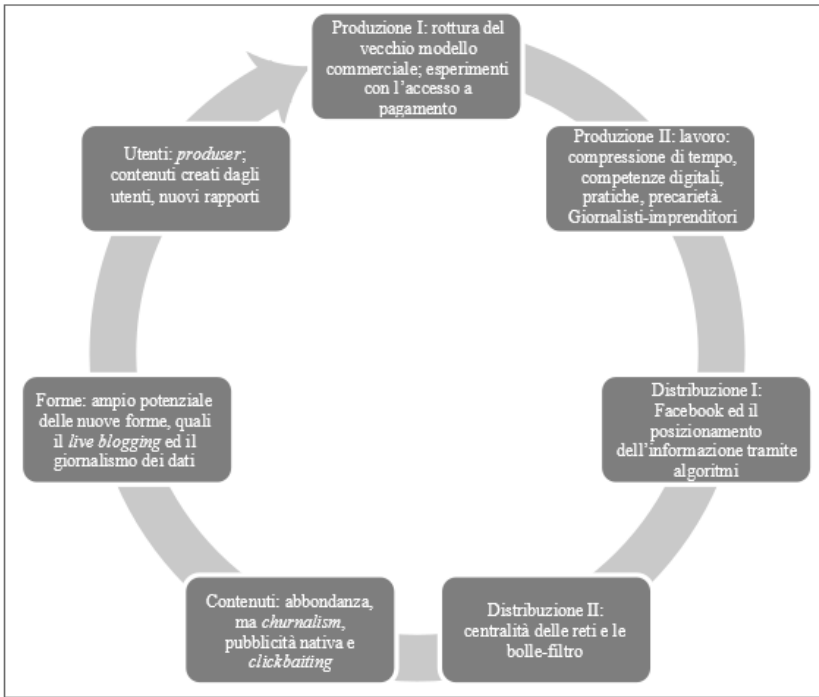 Produzione I: rottura del
vecchio modello
commerciale; esperimenti
con l'accesso a
pagamento
Produzione II: lavoro:
compressione di tempo,
competenze digitali,
pratiche, precarietà.
Giornalisti-imprenditori
Distribuzione I:
Facebook ed il
posizionamento
dell'informazione tramite
algoritmi
Distribuzione II:
centralità delle reti e le
bolle-filtro
Contenuti: abbondanza,
ma churnalism,
pubblicità nativa e
clickbaiting
Forme: ampio potenziale
delle nuove forme, quali
il live blogging ed il
giornalismo dei dati
Utenti: produser;
contenuti creati dagli
utenti, nuovi rapporti